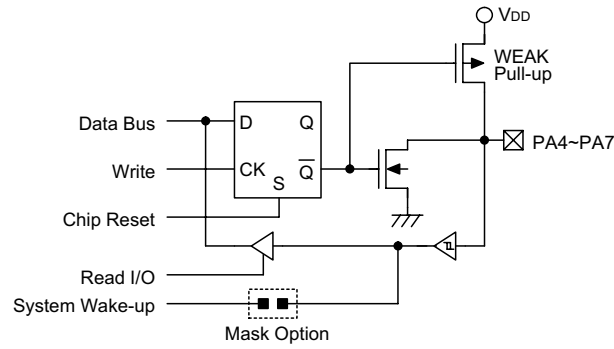 VDD
WEAK
Pull-up
Data Bus
D
Q
PA4~PA7
Write
CK
Q̅
S
Chip Reset
Read I/O
System Wake-up
Mask Option